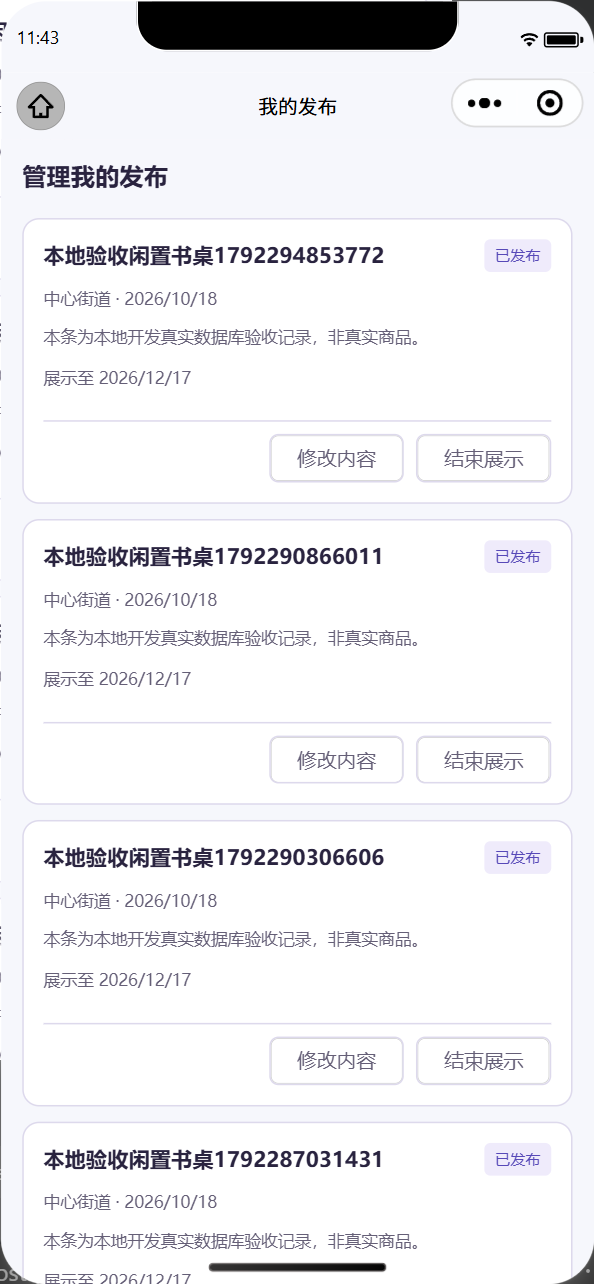 11:43
我的发布
管理我的发布
本地验收闲置书桌1792294853772
已发布
中心街道 · 2026/10/18
本条为本地开发真实数据库验收记录，非真实商品。
展示至 2026/12/17
修改内容
结束展示
本地验收闲置书桌1792290866011
已发布
中心街道 · 2026/10/18
本条为本地开发真实数据库验收记录，非真实商品。
展示至 2026/12/17
修改内容
结束展示
本地验收闲置书桌1792290306606
已发布
中心街道 · 2026/10/18
本条为本地开发真实数据库验收记录，非真实商品。
展示至 2026/12/17
修改内容
结束展示
本地验收闲置书桌1792287031431
已发布
中心街道 · 2026/10/18
本条为本地开发真实数据库验收记录，非真实商品。
展示至 2026/12/17